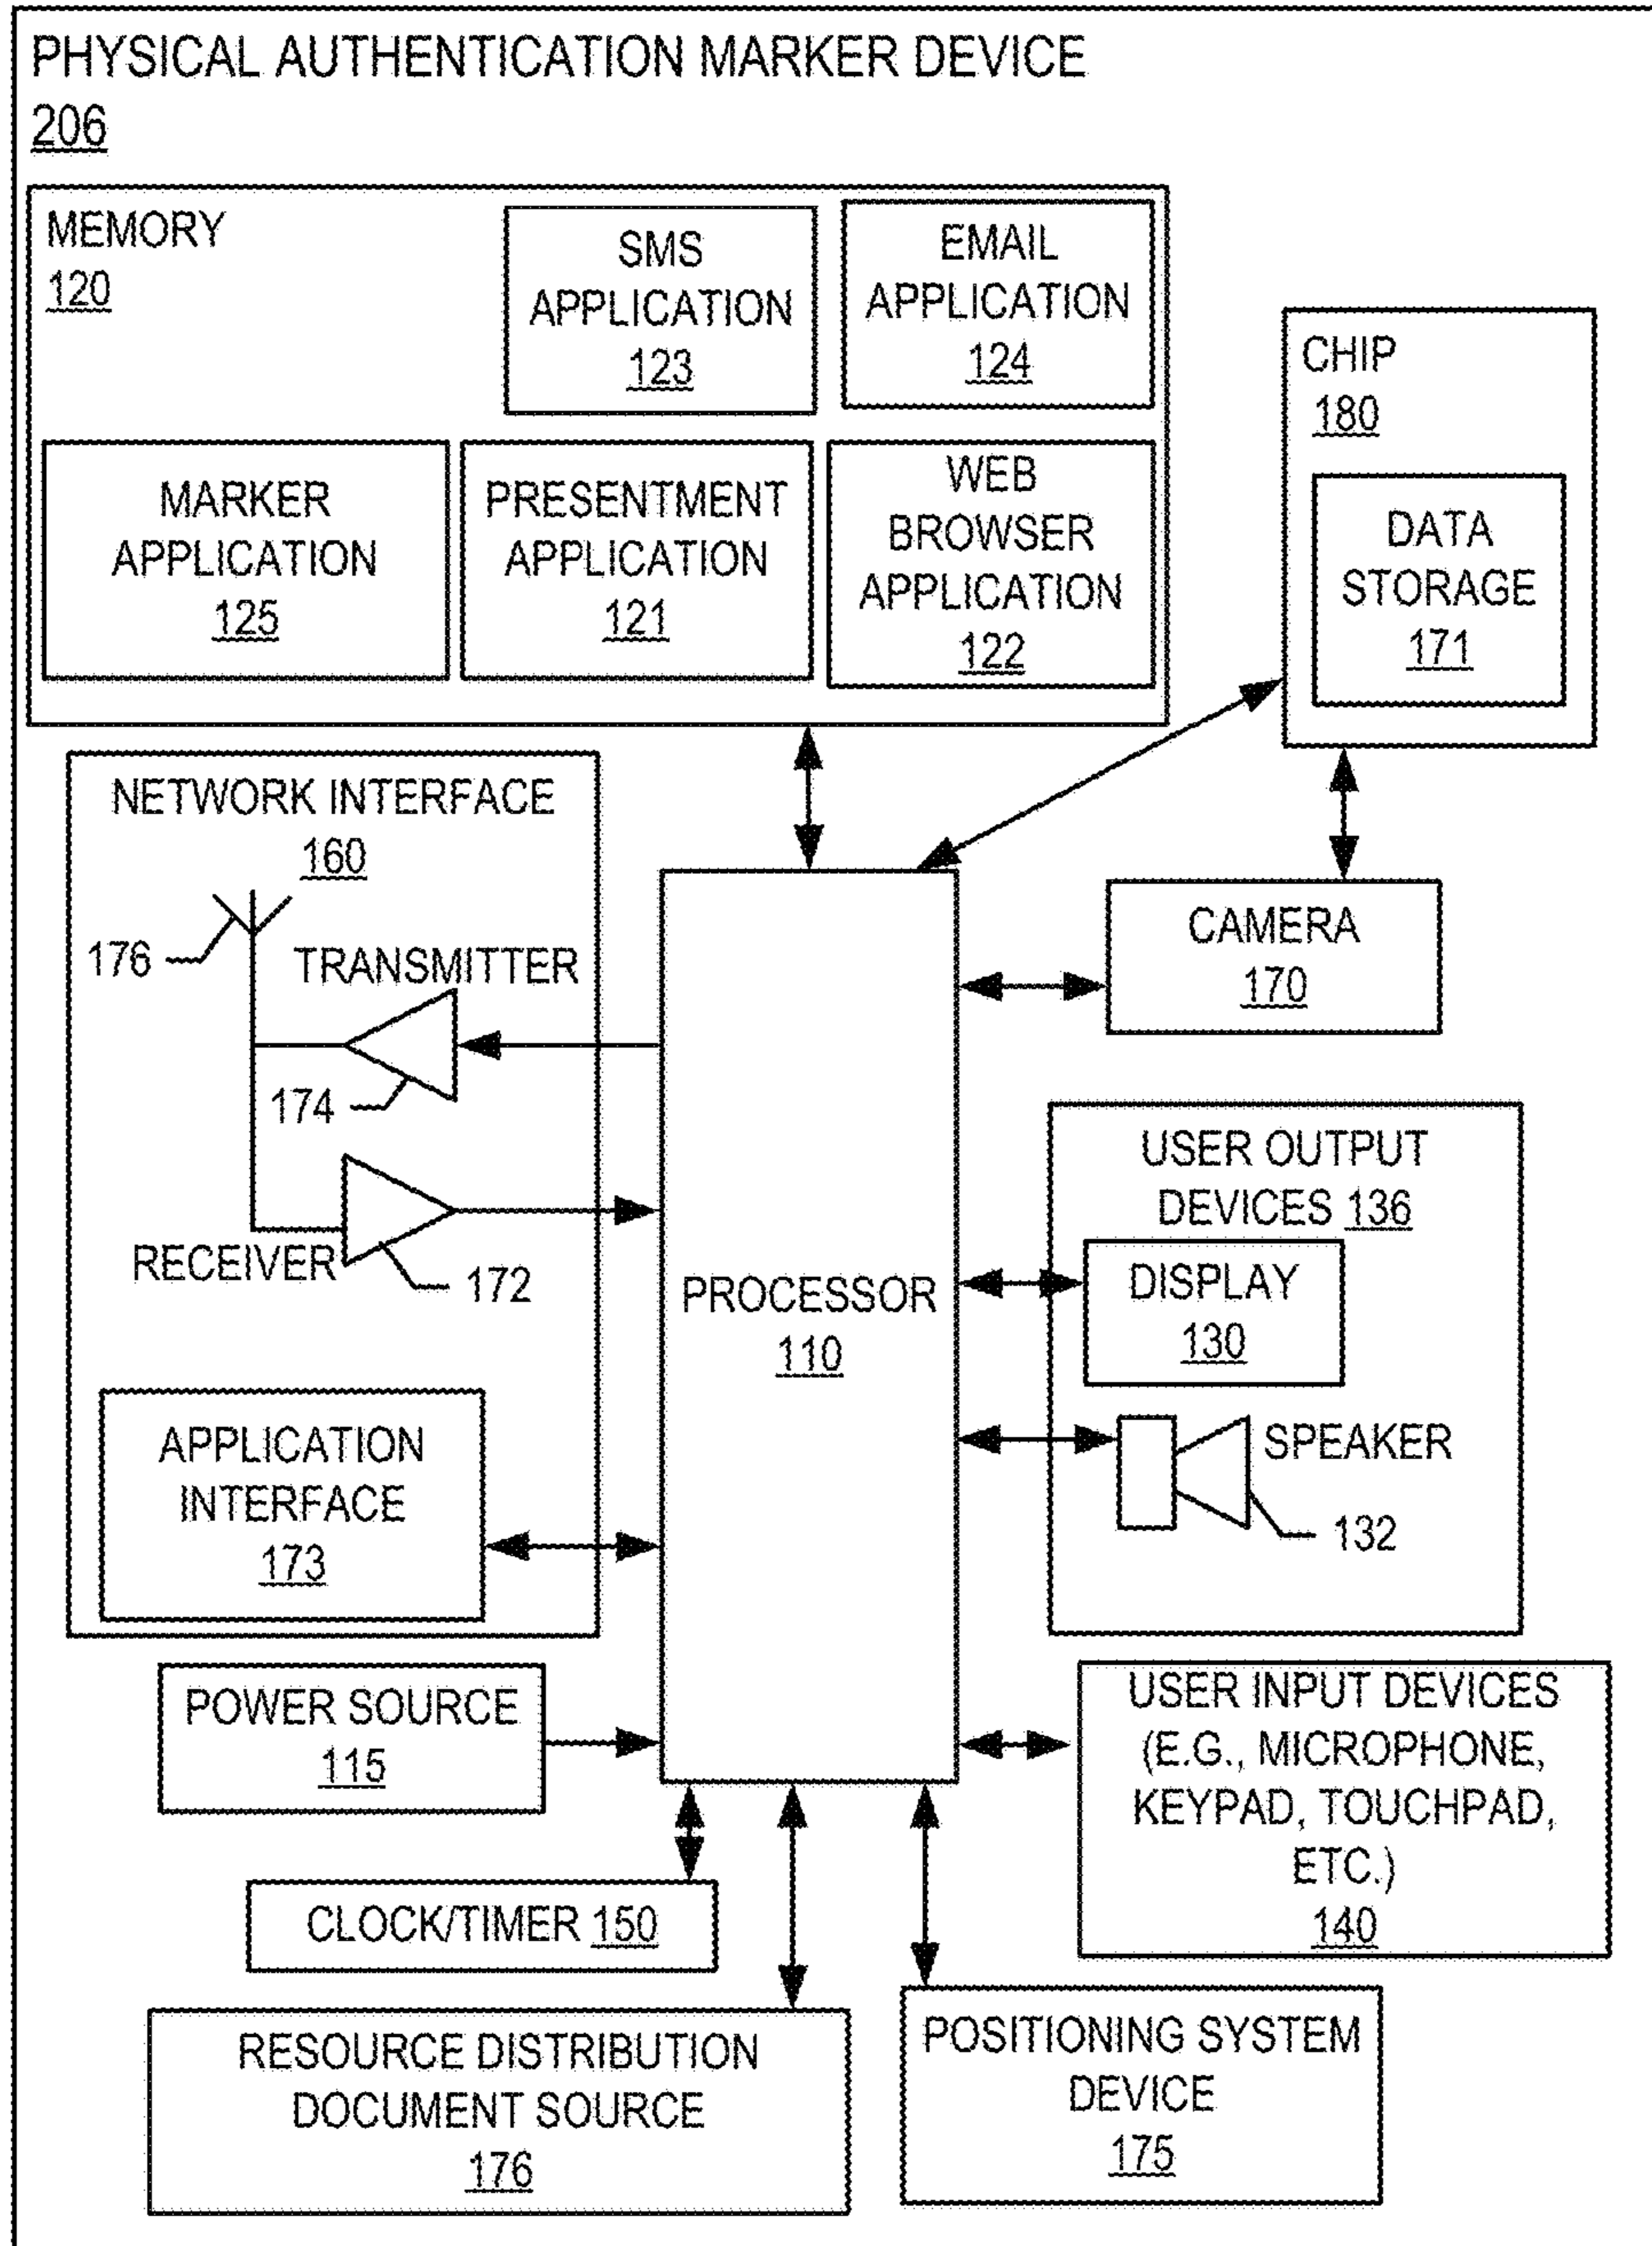 PHYSICAL AUTHENTICATION MARKER DEVICE
206
MEMORY
120
SMS
APPLICATION
123
EMAIL
APPLICATION
124
MARKER
APPLICATION
125
PRESENTMENT
APPLICATION
121
WEB
BROWSER
APPLICATION
122
CHIP
180
DATA
STORAGE
171
NETWORK INTERFACE
160
176
TRANSMITTER
174
RECEIVER
172
APPLICATION
INTERFACE
173
PROCESSOR
110
CAMERA
170
USER OUTPUT
DEVICES 136
DISPLAY
130
SPEAKER
132
POWER SOURCE
115
USER INPUT DEVICES
(E.G., MICROPHONE,
KEYPAD, TOUCHPAD,
ETC.)
140
CLOCK/TIMER 150
RESOURCE DISTRIBUTION
DOCUMENT SOURCE
176
POSITIONING SYSTEM
DEVICE
175